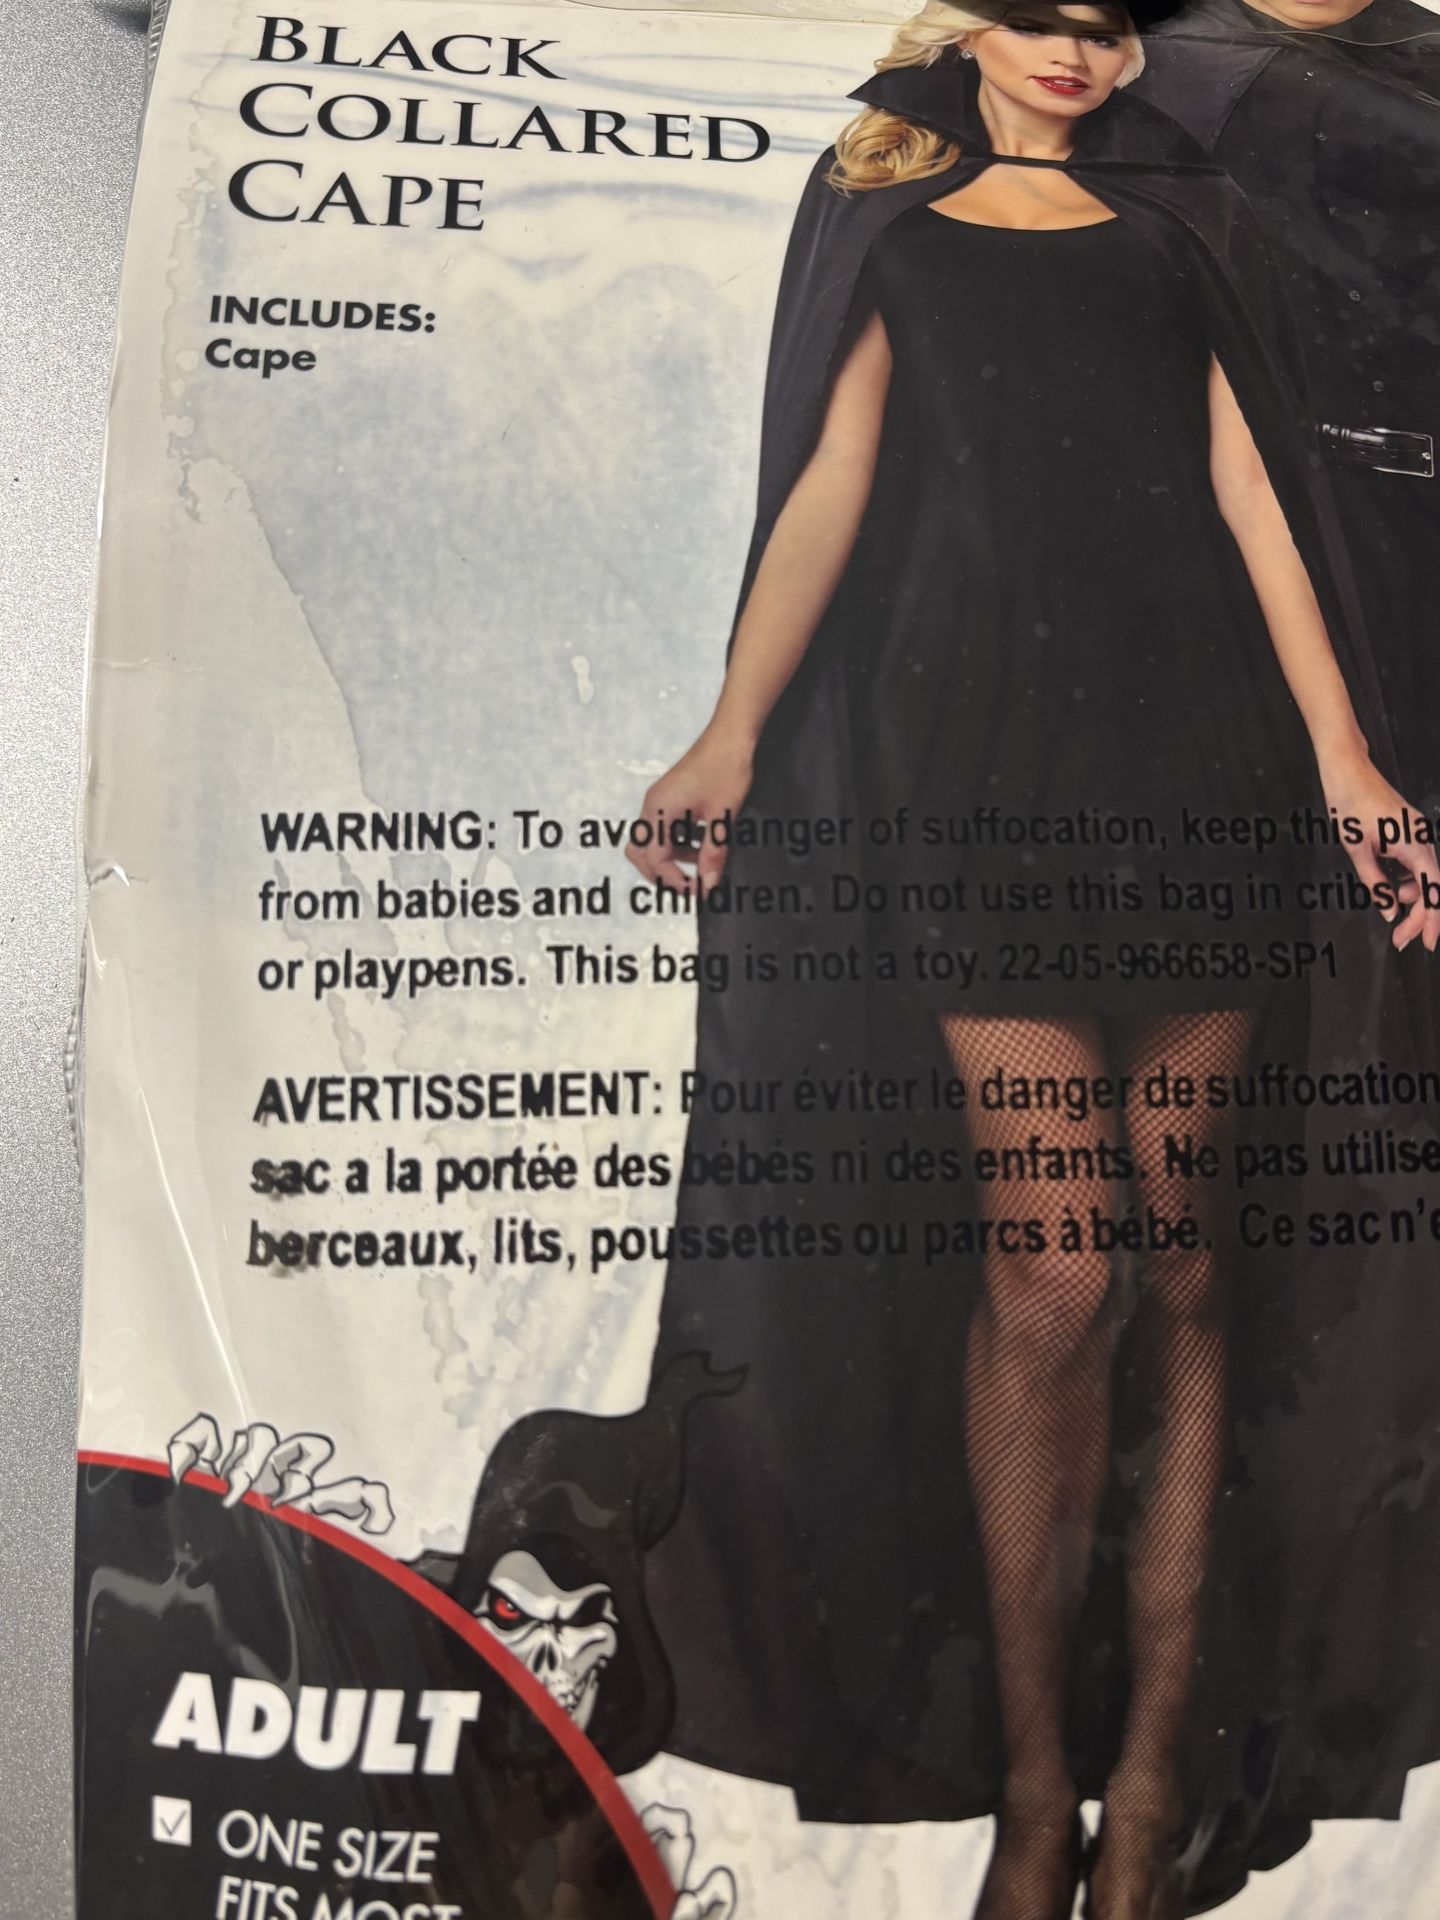 BLACK
COLLARED
CAPE
INCLUDES:
Cape
WARNING: To avoid danger of suffocation, keep this
from babies and children. Do not use this bag in cribs,
or playpens. This bag is not a toy. 22-05-966658-SP1
AVERTISSEMENT: Pour éviter le danger de suffocation
sac a la portée des bébés ni des enfants. Ne pas
berceaux, lits, poussettes ou parcs à bébé. Ce sac
ADULT
ONE SIZE
FITS MOST